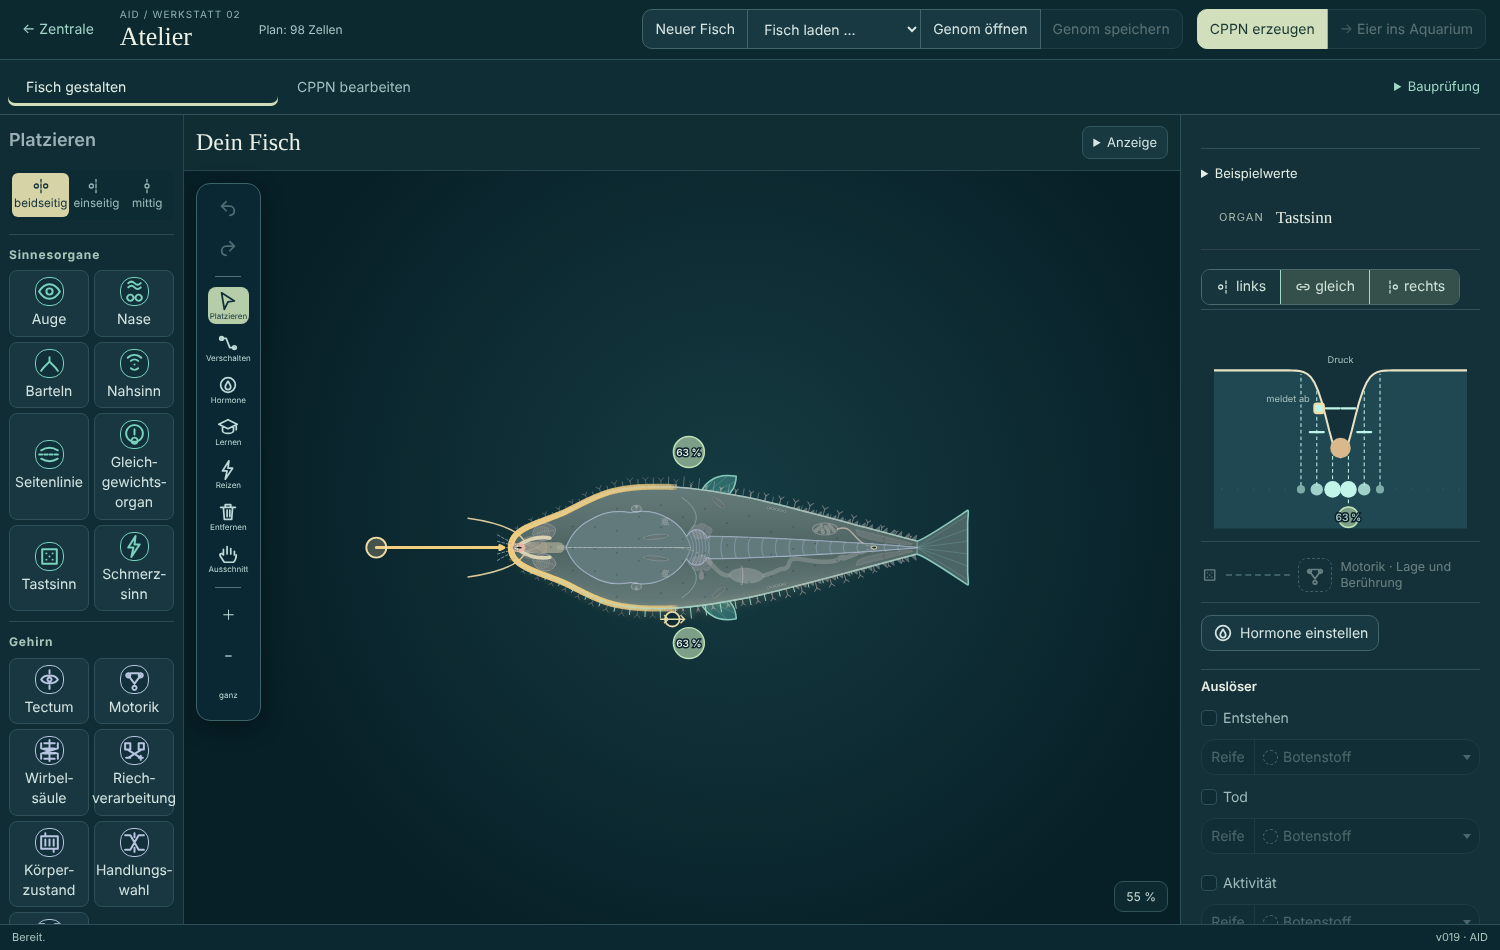 ← Zentrale
AID / WERKSTATT 02
Atelier
Plan: 98 Zellen
Neuer Fisch
Fisch laden ...
Genom öffnen
Genom speichern
CPPN erzeugen
→ Eier ins Aquarium
Fisch gestalten
CPPN bearbeiten
▶ Bauprüfung
Platzieren
beidseitig
einseitig
mittig
Sinnesorgane
Auge
Nase
Barteln
Nahsinn
Seitenlinie
Gleich-
gewichts-
organ
Tastsinn
Schmerz-
sinn
Gehirn
Tectum
Motorik
Wirbel-
säule
Riech-
verarbeitung
Körper-
zustand
Handlungs-
wahl
Dein Fisch
▶ Anzeige
Platzieren
Verschalten
Hormone
Lernen
Reizen
Entfernen
Ausschnitt
+
-
ganz
63 %
63 %
55 %
▶ Beispielwerte
ORGAN Tastsinn
links
gleich
rechts
Druck
meldet ab
63 %
Motorik · Lage und
Berührung
Hormone einstellen
Auslöser
Entstehen
Reife
Botenstoff
Tod
Reife
Botenstoff
Aktivität
Reife
Botenstoff
Bereit.
v019 · AID